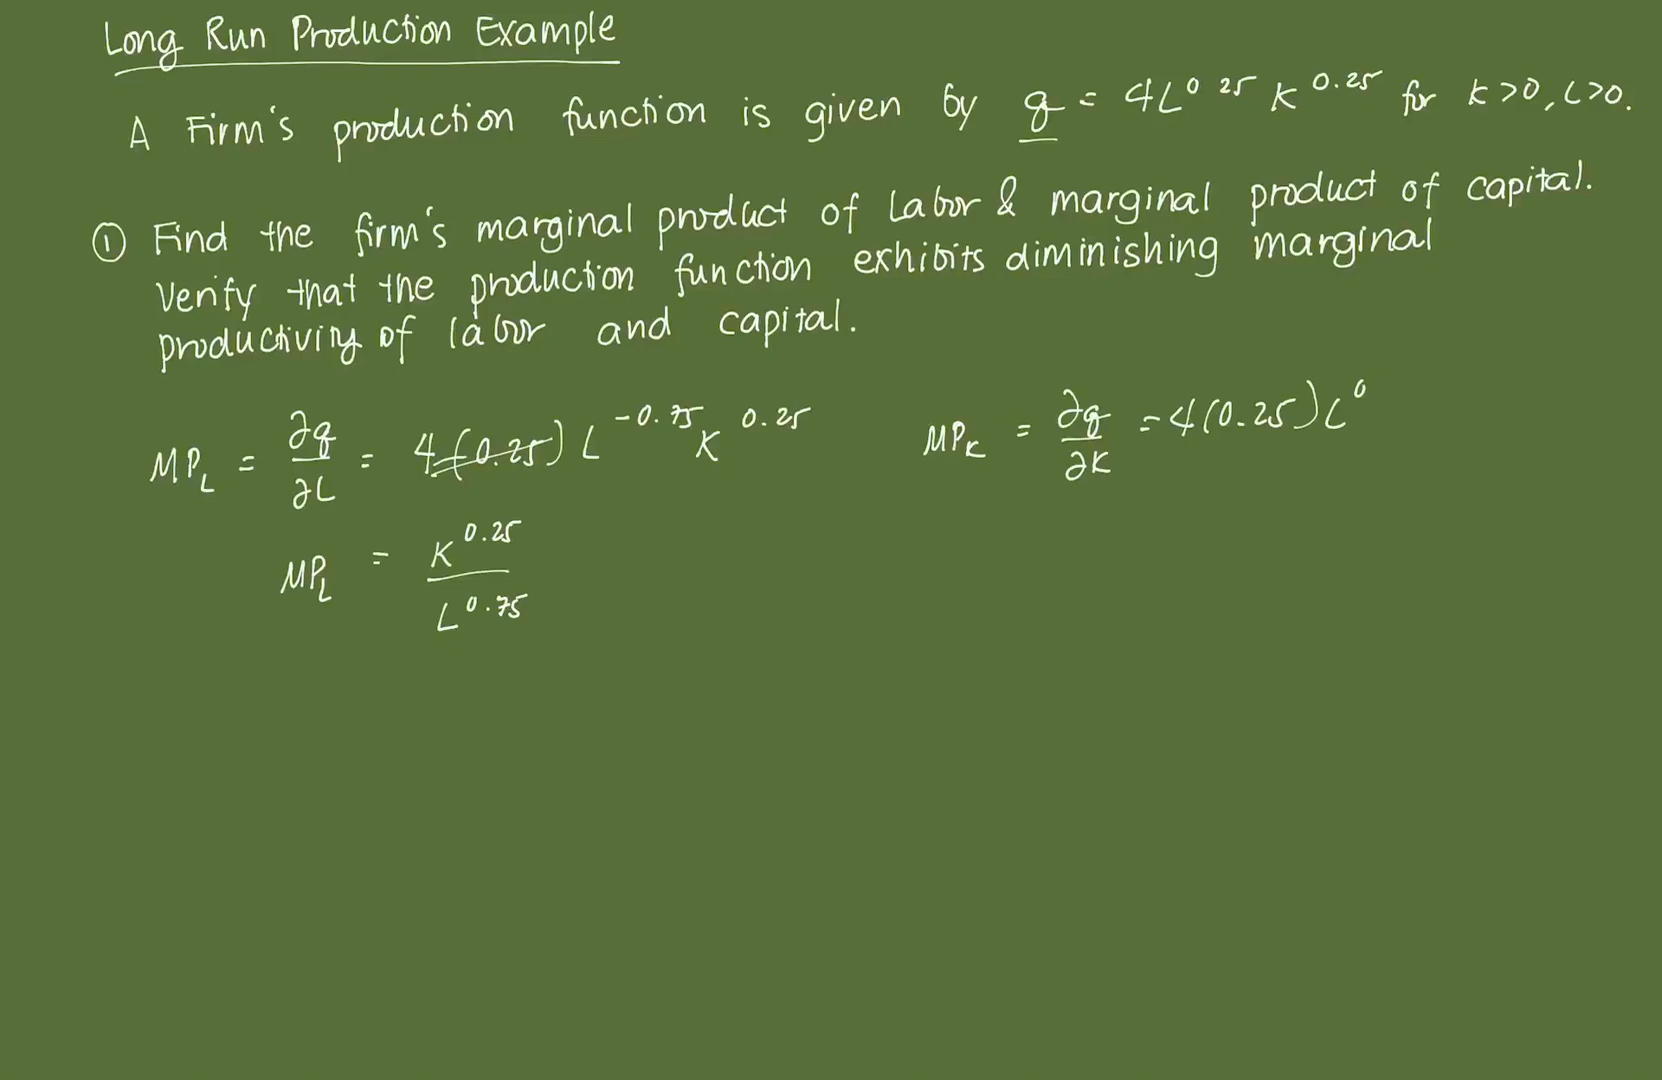 Long Run Production Example
A Firm's production function is given by q = 4L^0 25 K^0.25 for K>0, L>0.
① Find the firm's marginal product of Labor & marginal product of capital.
Verify that the production function exhibits diminishing marginal
productivity of labor and capital.
MP_L = ∂q/∂L = 4(0.25) L^-0.75 K^0.25
MP_K = ∂q/∂K = 4(0.25) L^0
MP_L = K^0.25 / L^0.75